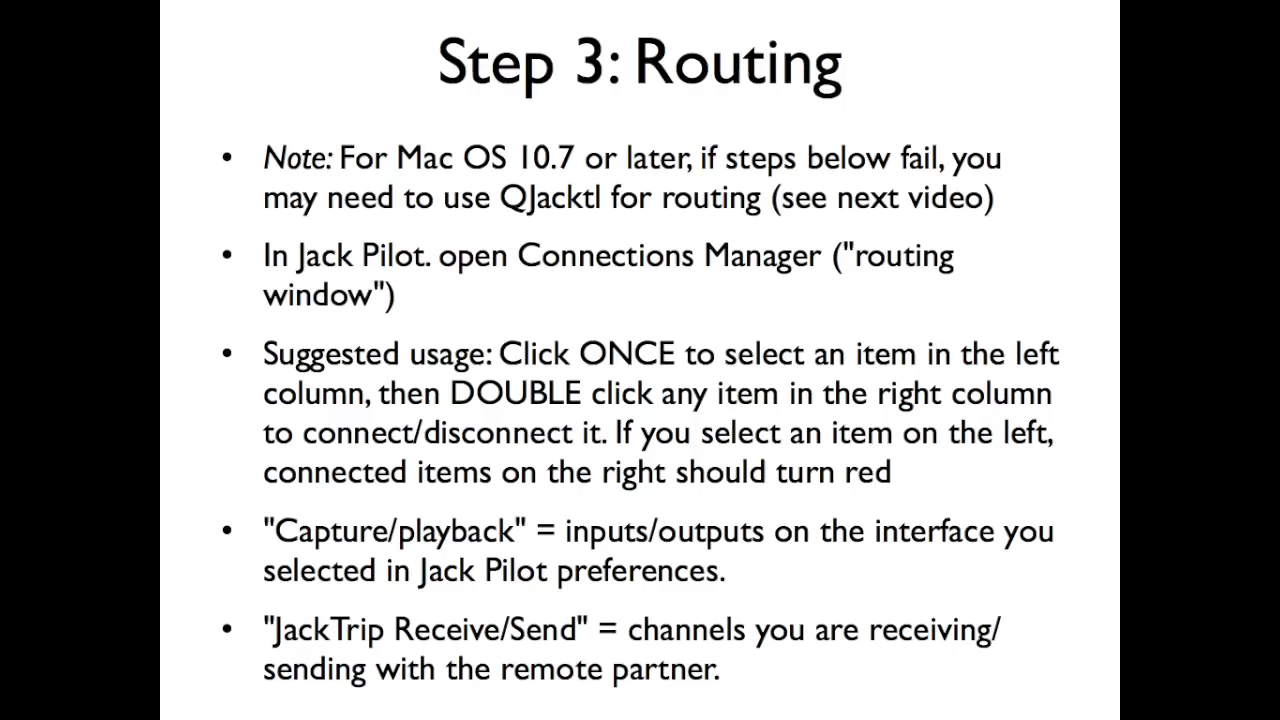 Step 3: Routing
• Note: For Mac OS 10.7 or later, if steps below fail, you
may need to use QJacktl for routing (see next video)
• In Jack Pilot. open Connections Manager ("routing
window")
• Suggested usage: Click ONCE to select an item in the left
column, then DOUBLE click any item in the right column
to connect/disconnect it. If you select an item on the left,
connected items on the right should turn red
• "Capture/playback" = inputs/outputs on the interface you
selected in Jack Pilot preferences.
• "JackTrip Receive/Send" = channels you are receiving/
sending with the remote partner.